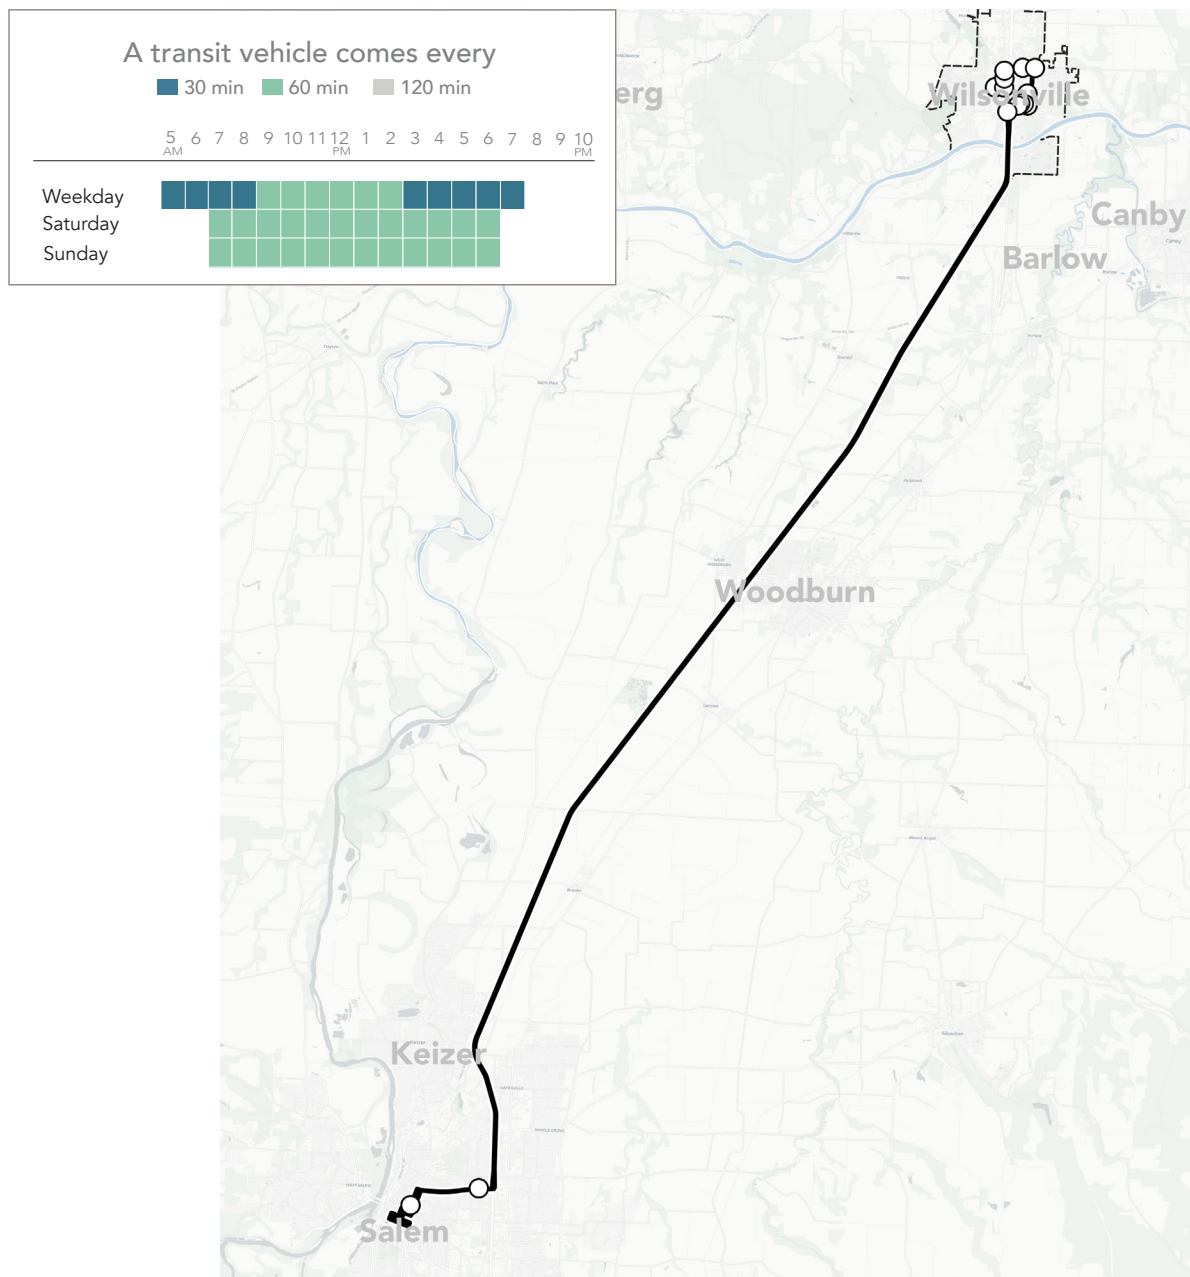 A transit vehicle comes every
30 min 60 min 120 min
5 6 7 8 9 10 11 12 1 2 3 4 5 6 7 8 9 10
AM PM PM
Weekday
Saturday
Sunday
erg
Wilsonville
Canby
Barlow
Woodburn
Keizer
Salem